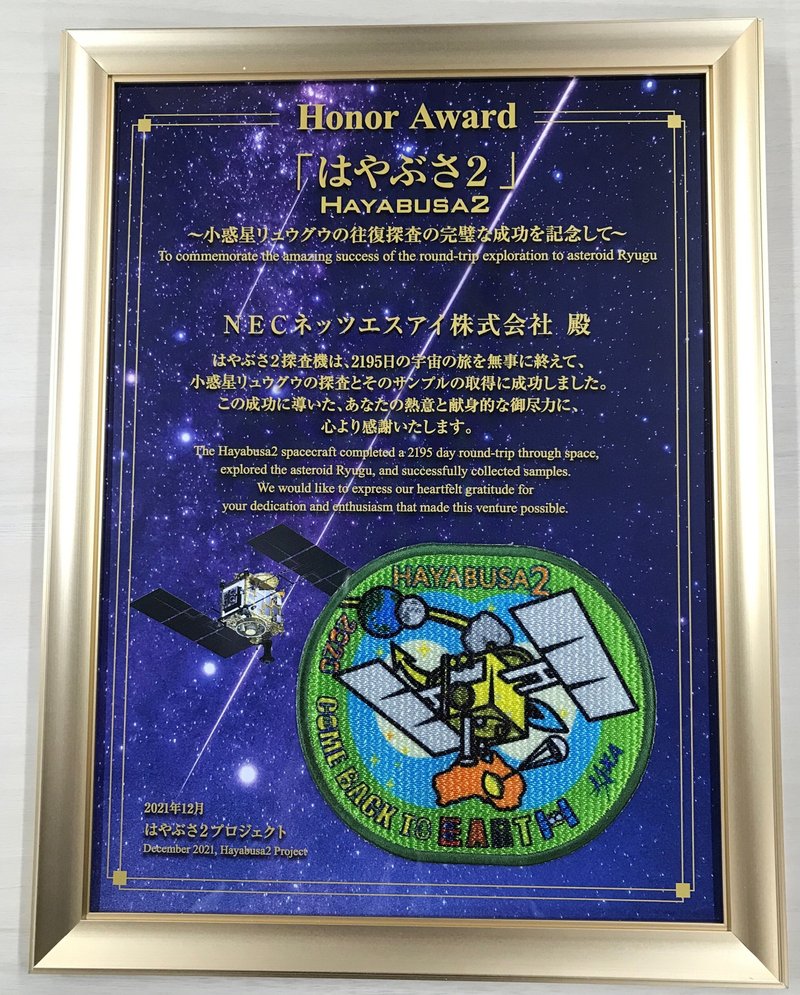 Honor Award
「はやぶさ2」
HAYABUSA2
～小惑星リュウグウの往復探査の完璧な成功を記念して～
To commemorate the amazing success of the round-trip exploration to asteroid Ryugu
NECネッツエスアイ株式会社 殿
はやぶさ2探査機は、2195日の宇宙の旅を無事に終えて、
小惑星リュウグウの探査とそのサンプルの取得に成功しました。
この成功に導いた、あなたの熱意と献身的な御尽力に、
心より感謝いたします。
The Hayabusa2 spacecraft completed a 2195 day round-trip through space,
explored the asteroid Ryugu, and successfully collected samples.
We would like to express our heartfelt gratitude for
your dedication and enthusiasm that made this venture possible.
HAYABUSA2
2020 COME BACK TO EARTH
JAXA
2021年12月
はやぶさ2プロジェクト
December 2021, Hayabusa2 Project